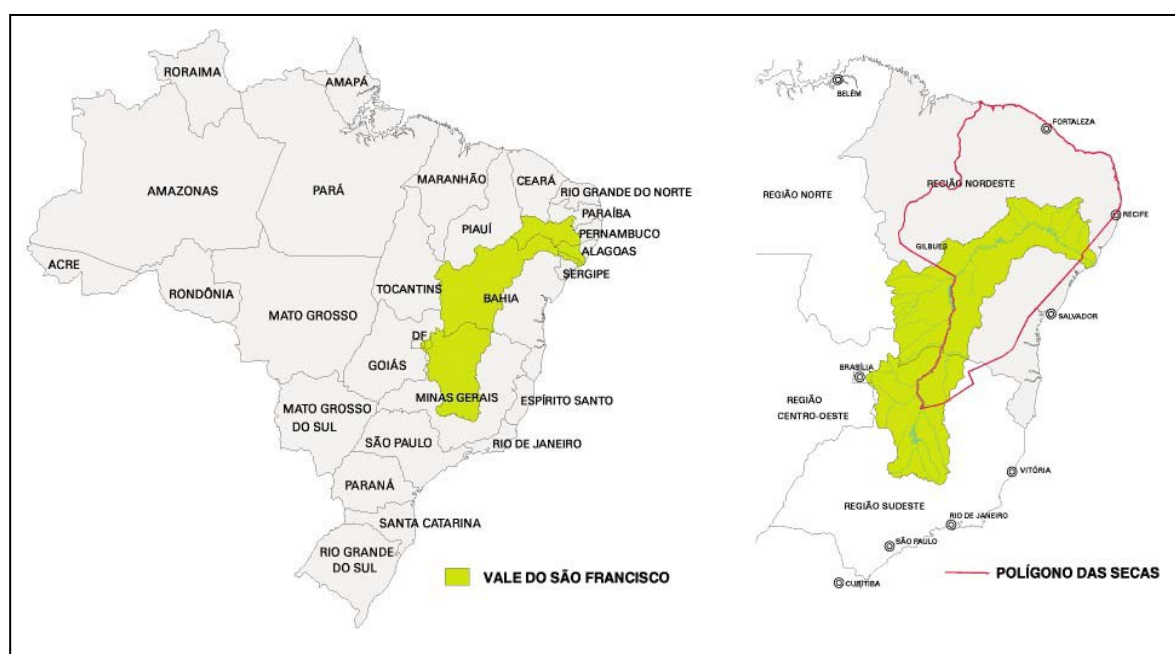 RORAIMA
AMAPÁ
AMAZONAS
PARÁ
MARANHÃO
CEARÁ
RIO GRANDE DO NORTE
PARAÍBA
PIAUÍ
PERNAMBUCO
ALAGOAS
SERGIPE
ACRE
RONDÔNIA
TOCANTINS
BAHIA
MATO GROSSO
DF
GOIÁS
MINAS GERAIS
ESPÍRITO SANTO
MATO GROSSO
DO SUL
SÃO PAULO
RIO DE JANEIRO
PARANÁ
SANTA CATARINA
RIO GRANDE
DO SUL
VALE DO SÃO FRANCISCO
BELÉM
FORTALEZA
REGIÃO NORTE
REGIÃO NORDESTE
RECIFE
GILBUES
SALVADOR
BRASÍLIA
REGIÃO
CENTRO-OESTE
VITÓRIA
REGIÃO SUDESTE
RIO DE JANEIRO
SÃO PAULO
CURITIBA
POLÍGONO DAS SECAS